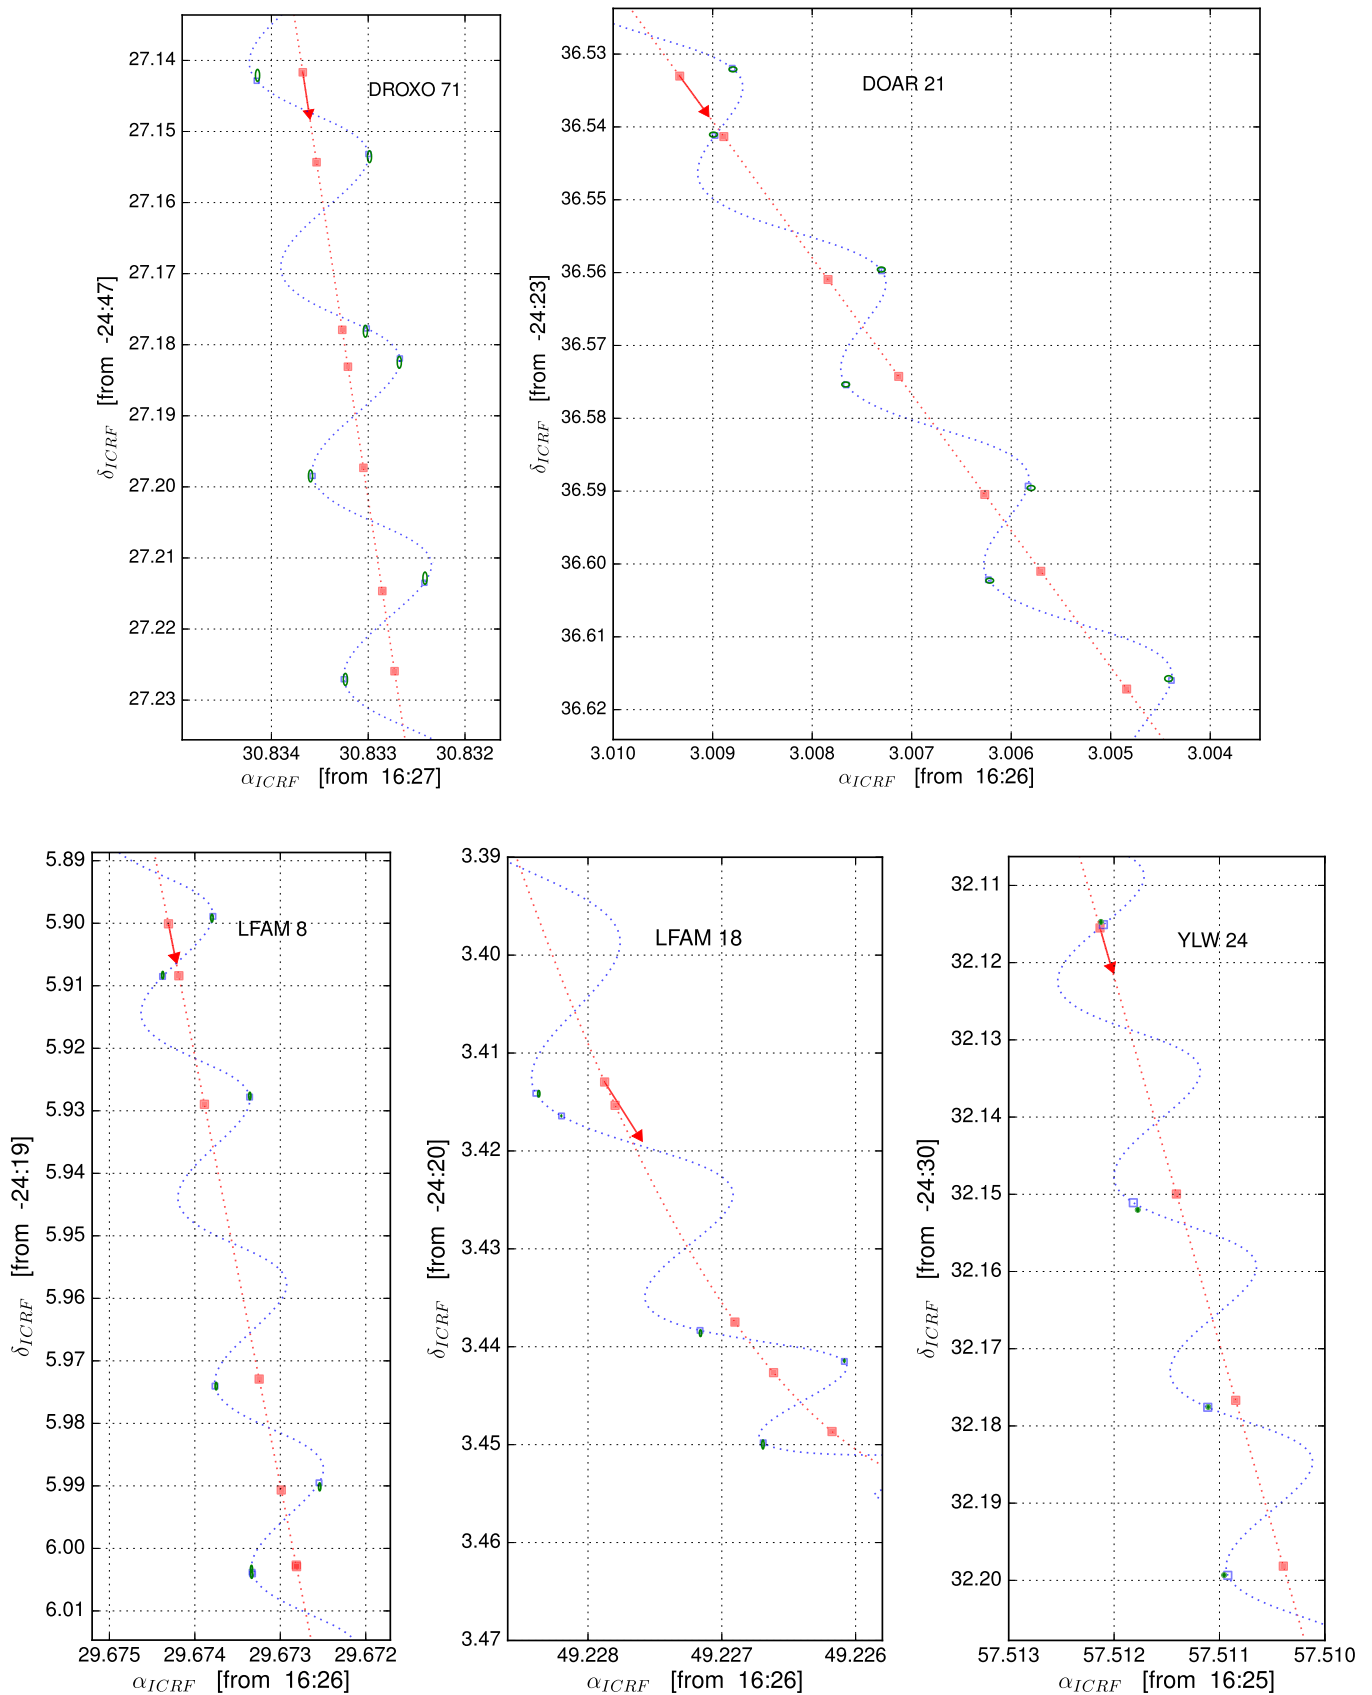 27.14
27.15
27.16
27.17
27.18
27.19
27.20
27.21
27.22
27.23
δICRF [from -24:47]
DROXO 71
30.834 30.833 30.832
αICRF [from 16:27]
36.53
36.54
36.55
36.56
36.57
36.58
36.59
36.60
36.61
36.62
δICRF [from -24:23]
DOAR 21
3.010 3.009 3.008 3.007 3.006 3.005 3.004
αICRF [from 16:26]
5.89
5.90
5.91
5.92
5.93
5.94
5.95
5.96
5.97
5.98
5.99
6.00
6.01
δICRF [from -24:19]
LFAM 8
29.675 29.674 29.673 29.672
αICRF [from 16:26]
3.39
3.40
3.41
3.42
3.43
3.44
3.45
3.46
3.47
δICRF [from -24:20]
LFAM 18
49.228 49.227 49.226
αICRF [from 16:26]
32.11
32.12
32.13
32.14
32.15
32.16
32.17
32.18
32.19
32.20
δICRF [from -24:30]
YLW 24
57.513 57.512 57.511 57.510
αICRF [from 16:25]